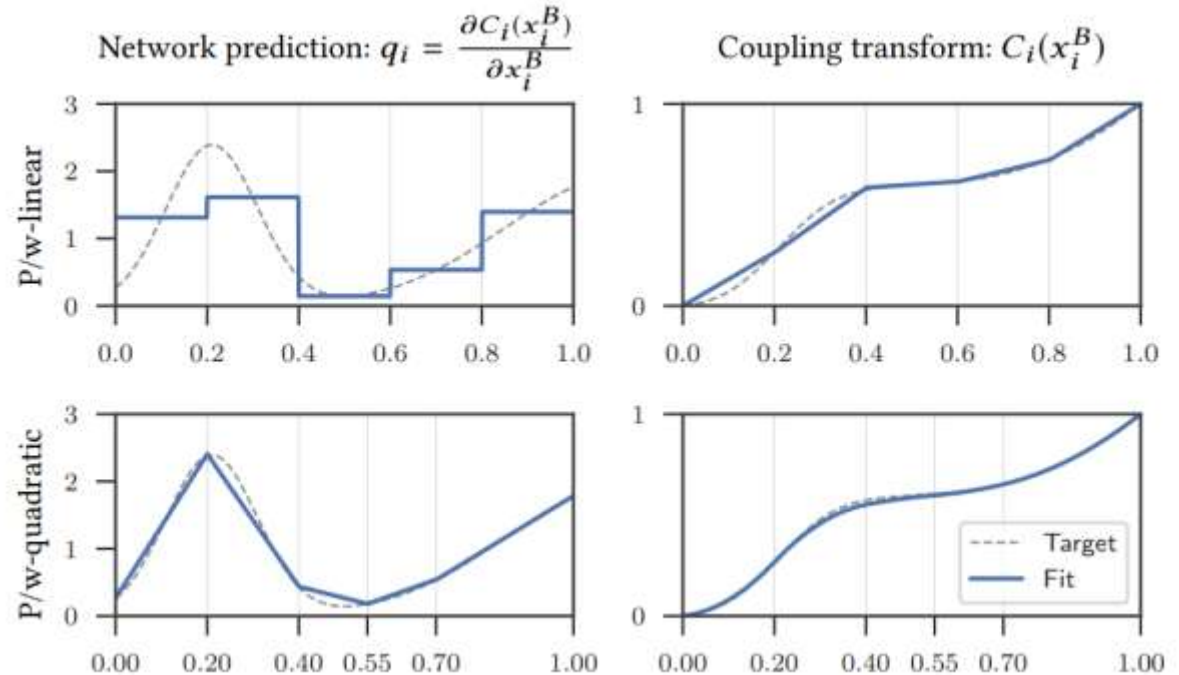 Network prediction: q_i = ∂C_i(x_i^B) / ∂x_i^B
Coupling transform: C_i(x_i^B)
P/w-linear
3
2
1
0
0.0 0.2 0.4 0.6 0.8 1.0
1
0
0.0 0.2 0.4 0.6 0.8 1.0
P/w-quadratic
3
2
1
0
0.00 0.20 0.40 0.55 0.70 1.00
1
0
Target
Fit
0.00 0.20 0.40 0.55 0.70 1.00